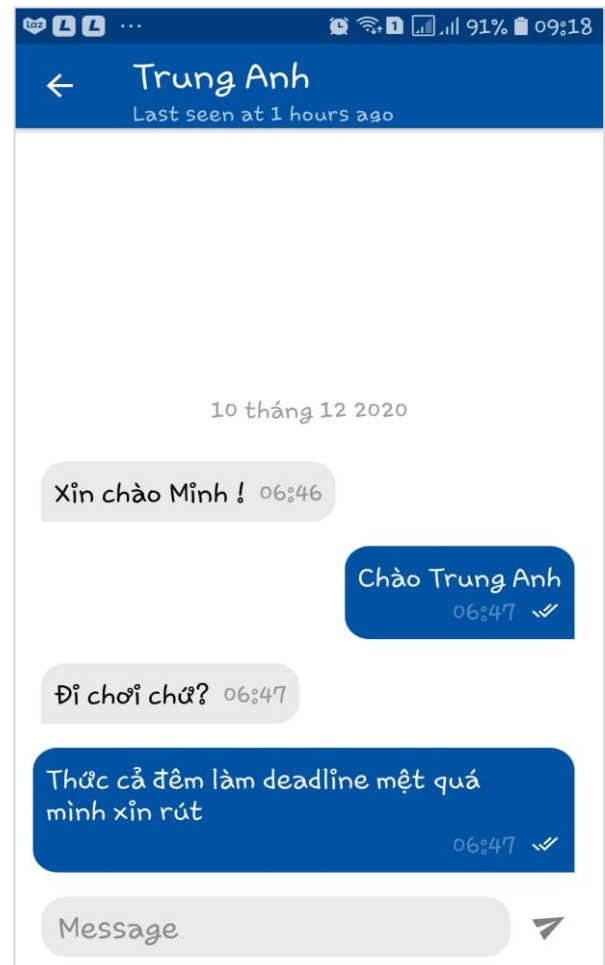 Laz L L ... 1 91% 09:18
Trung Anh
Last seen at 1 hours ago
10 tháng 12 2020
Xin chào Minh ! 06:46
Chào Trung Anh
06:47
Đi chơi chứ? 06:47
Thức cả đêm làm deadline mệt quá
mình xin rút
06:47
Message